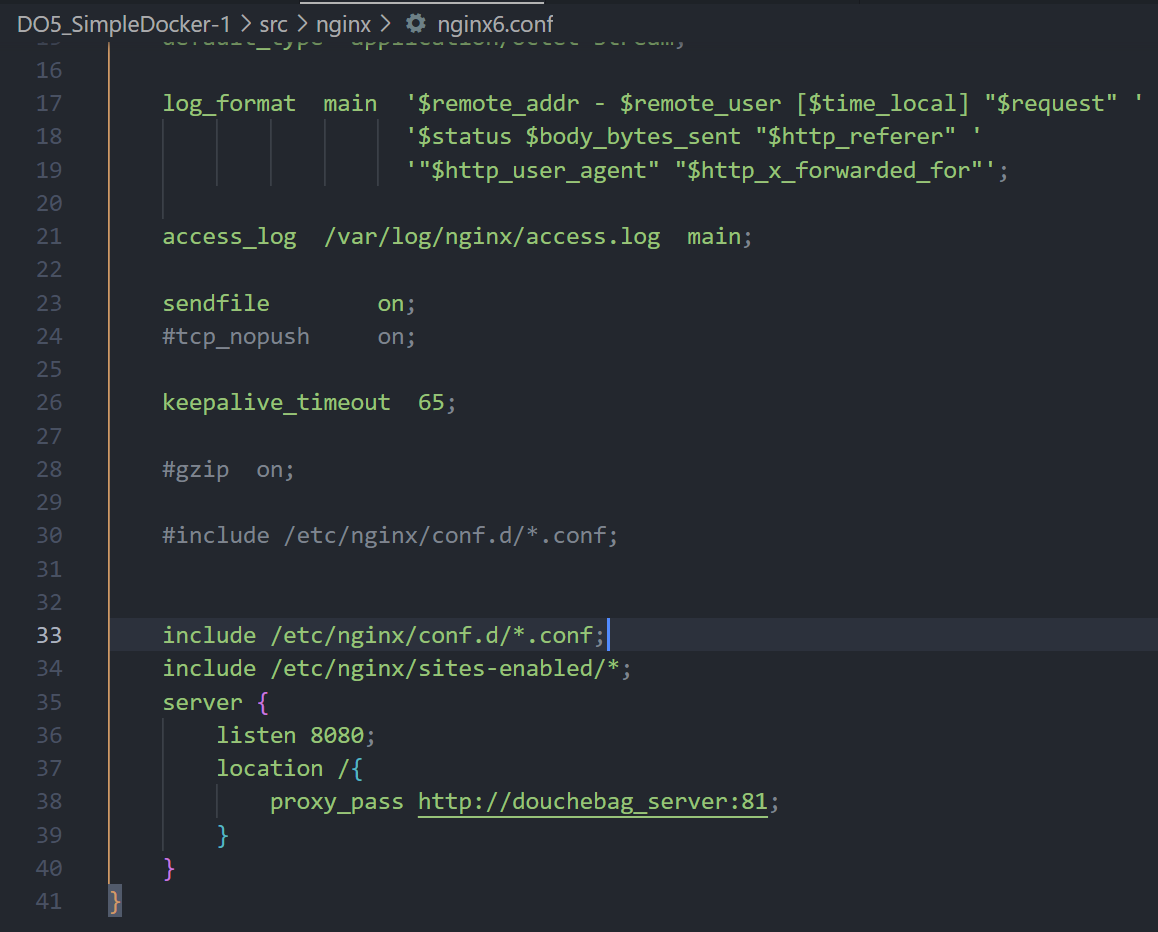 DO5_SimpleDocker-1 > src > nginx > nginx6.conf
15 default_type application/octet-stream;
16
17 log_format  main  '$remote_addr - $remote_user [$time_local] "$request" '
18 '$status $body_bytes_sent "$http_referer" '
19 '"$http_user_agent" "$http_x_forwarded_for"';
20
21 access_log  /var/log/nginx/access.log  main;
22
23 sendfile        on;
24 #tcp_nopush     on;
25
26 keepalive_timeout  65;
27
28 #gzip  on;
29
30 #include /etc/nginx/conf.d/*.conf;
31
32
33 include /etc/nginx/conf.d/*.conf;
34 include /etc/nginx/sites-enabled/*;
35 server {
36 listen 8080;
37 location /{
38 proxy_pass http://douchebag_server:81;
39 }
40 }
41 }